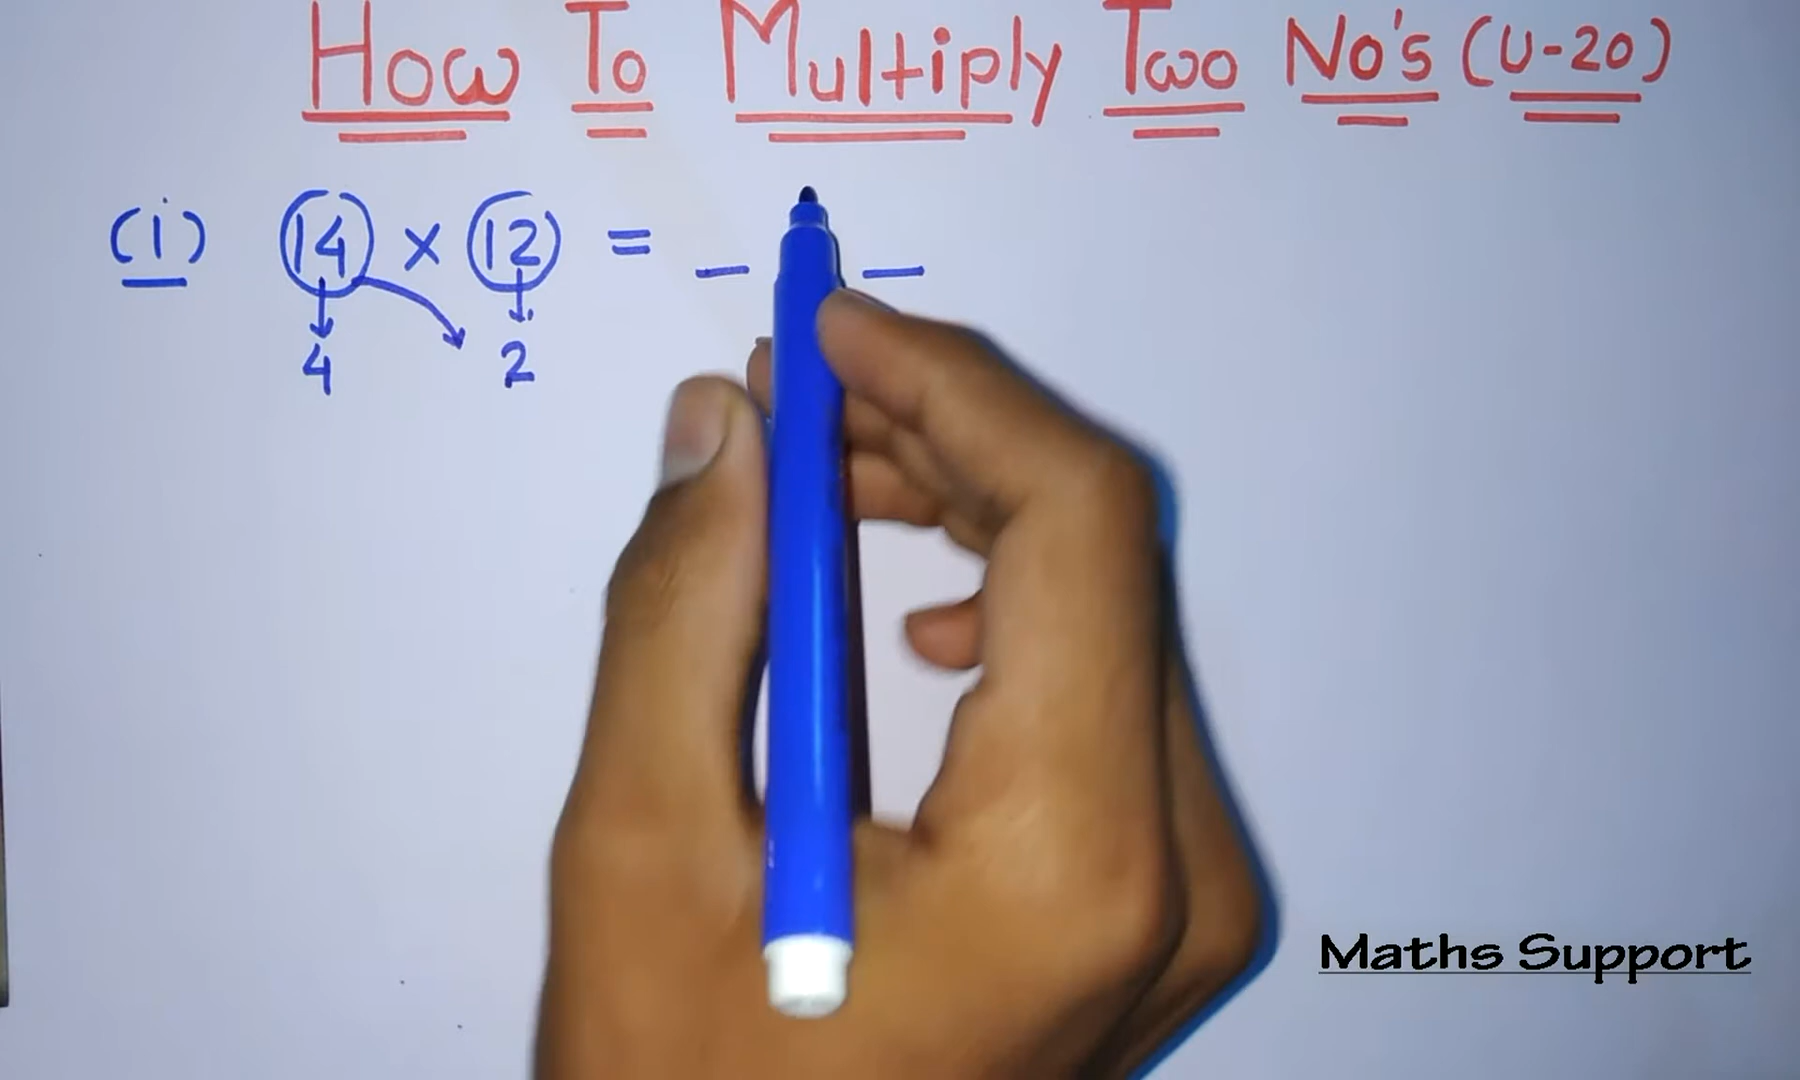 How To Multiply Two No's (U-20)
(i) 14 × 12 = _ _
4 2
Maths Support